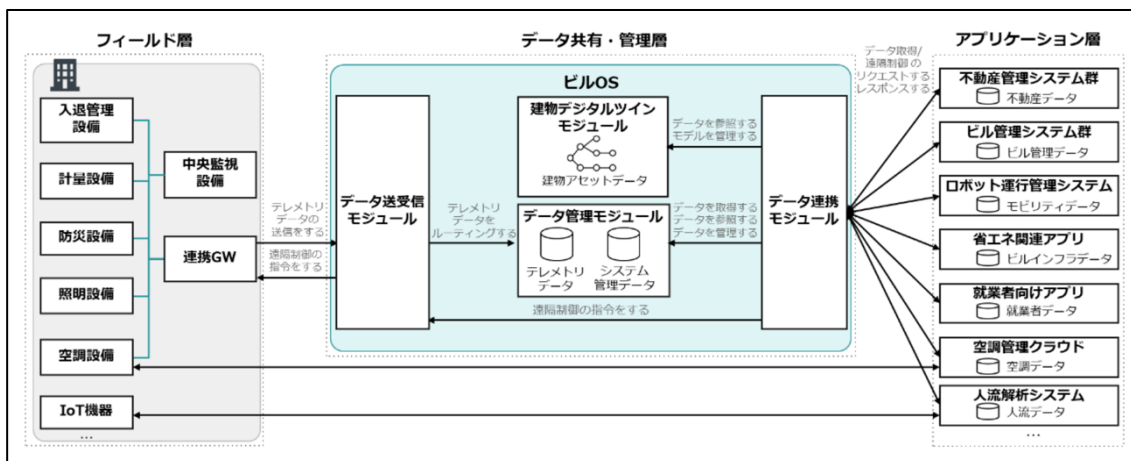 フィールド層
入退管理
設備
計量設備
防災設備
照明設備
空調設備
IoT機器
…
中央監視
設備
連携GW
テレメトリ
データの
送信をする
遠隔制御の
指令をする
データ共有・管理層
ビルOS
データ送受信
モジュール
テレメトリ
データを
ルーティングする
建物デジタルツイン
モジュール
建物アセットデータ
データ管理モジュール
テレメトリ
データ
システム
管理データ
データを参照する
モデルを管理する
データを取得する
データを参照する
データを管理する
遠隔制御の指令をする
データ連携
モジュール
データ取得/
遠隔制御の
リクエストする
レスポンスする
アプリケーション層
不動産管理システム群
不動産データ
ビル管理システム群
ビル管理データ
ロボット運行管理システム
モビリティデータ
省エネ関連アプリ
ビルインフラデータ
就業者向けアプリ
就業者データ
空調管理クラウド
空調データ
人流解析システム
人流データ
…